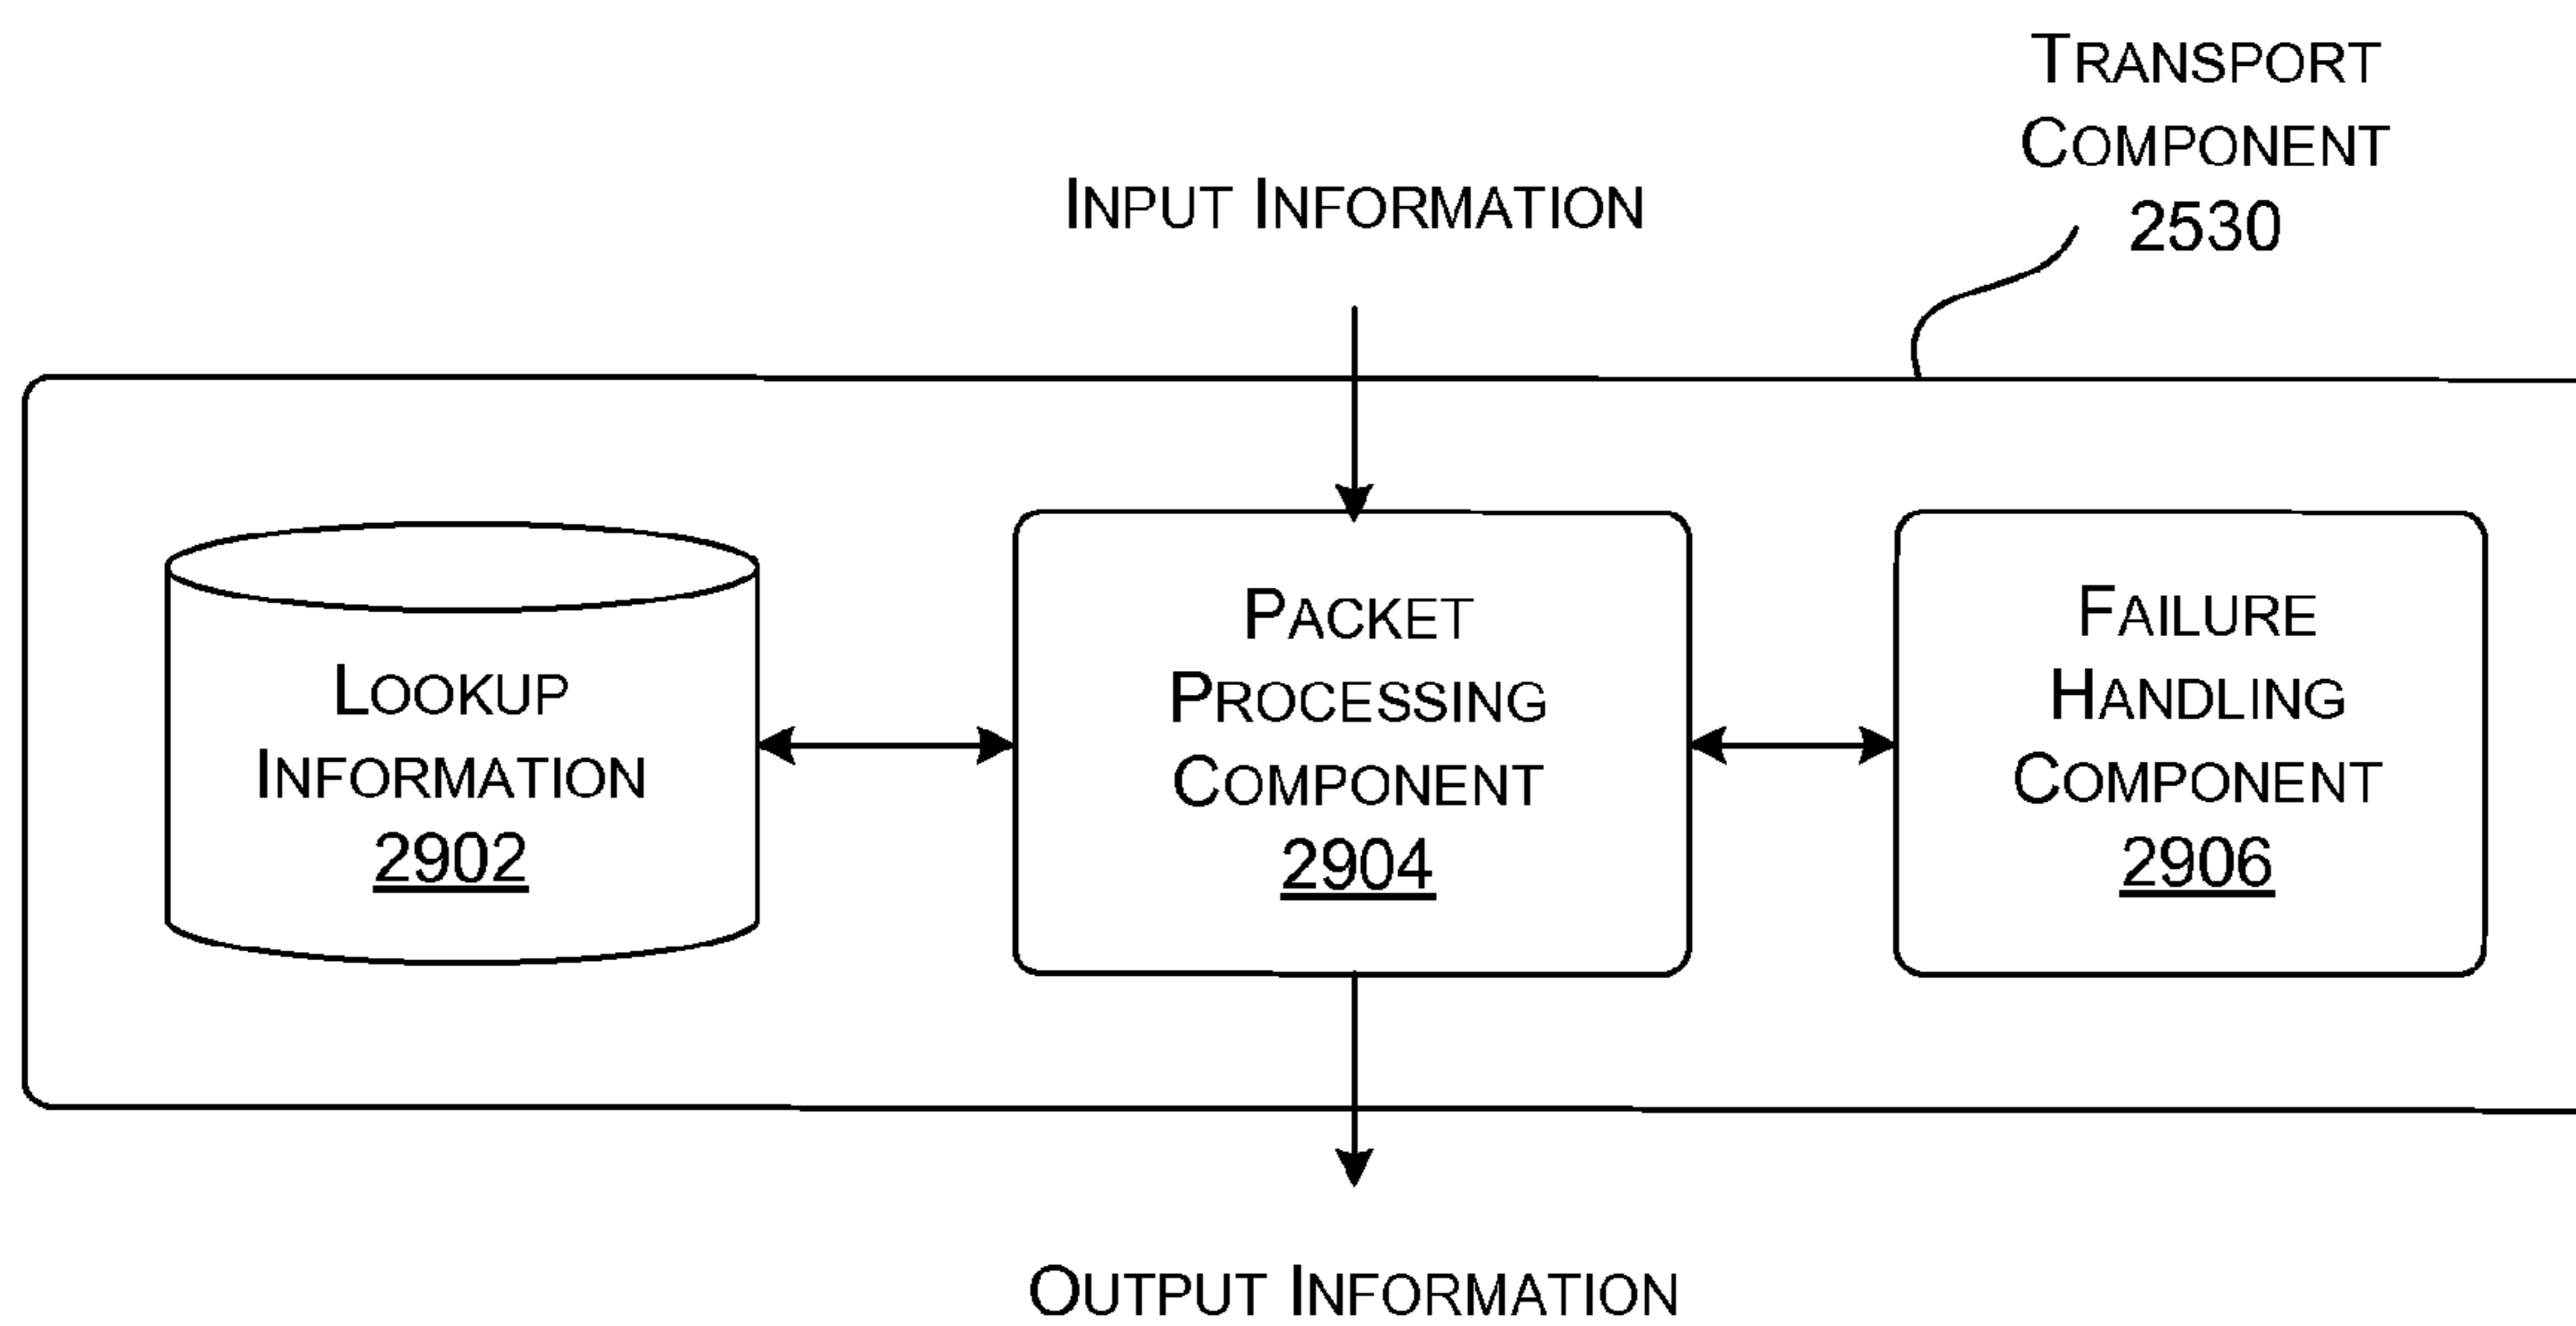 TRANSPORT
COMPONENT
2530
INPUT INFORMATION
LOOKUP
INFORMATION
2902
PACKET
PROCESSING
COMPONENT
2904
FAILURE
HANDLING
COMPONENT
2906
OUTPUT INFORMATION